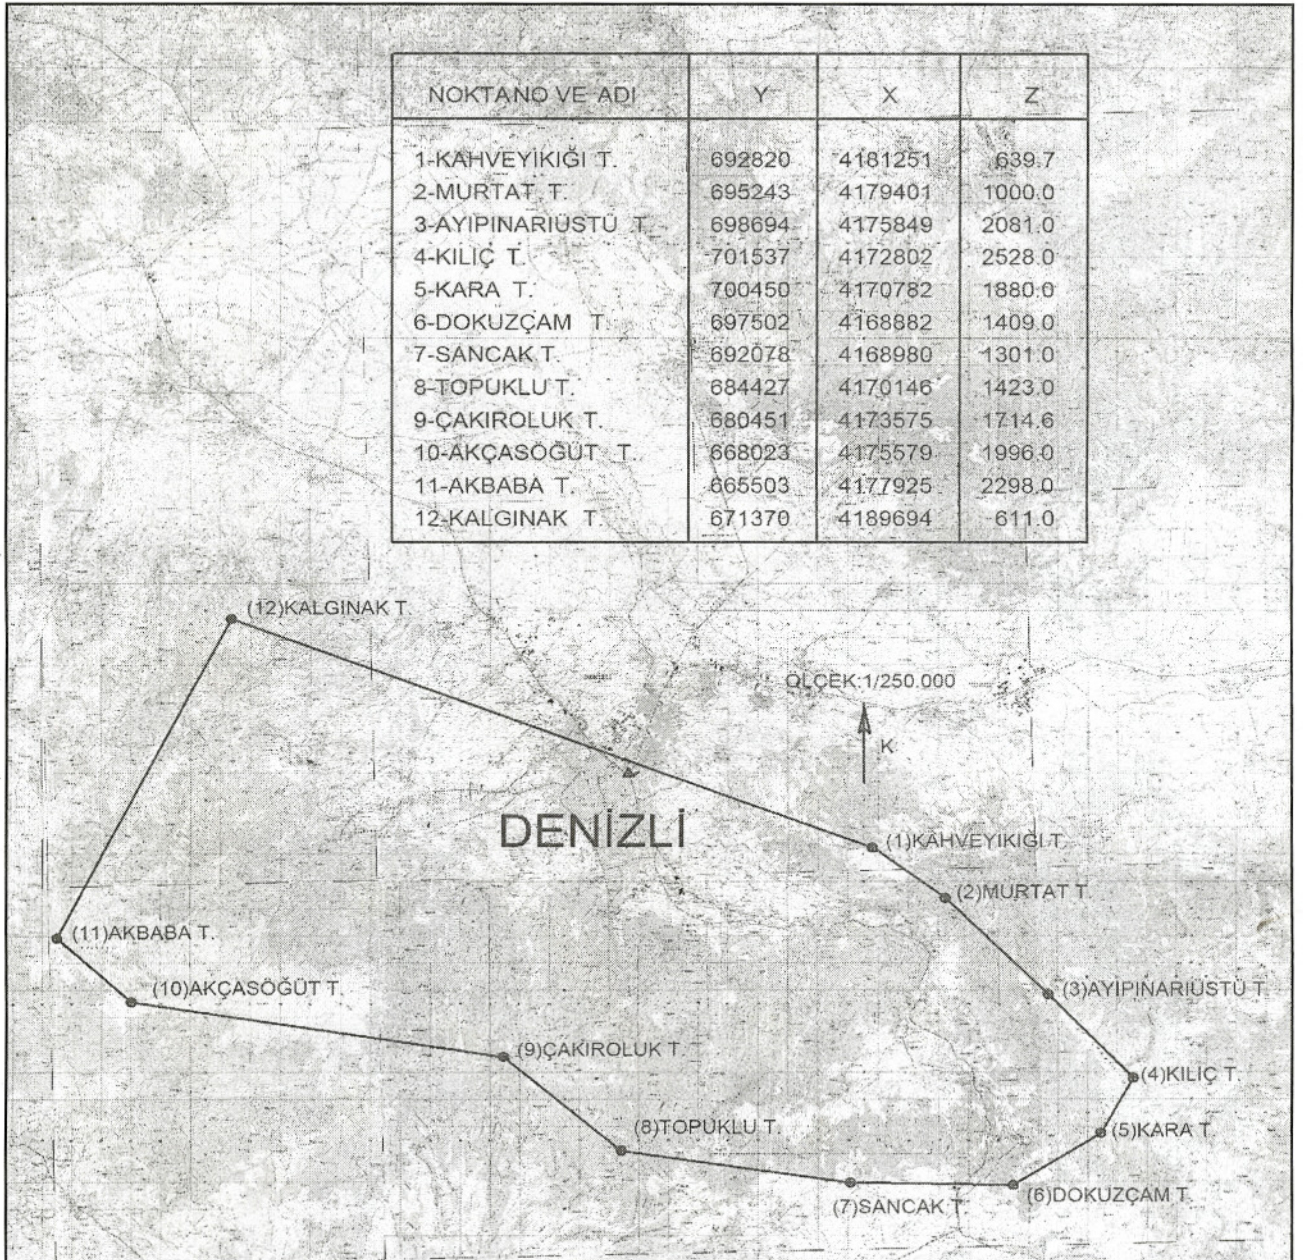 NOKTANO VE ADI Y X Z
1-KAHVEYİKIĞI T. 692820 4181251 639.7
2-MURTAT T. 695243 4179401 1000.0
3-AYIPINARIÜSTÜ T. 698694 4175849 2081.0
4-KILIÇ T. 701537 4172802 2528.0
5-KARA T. 700450 4170782 1880.0
6-DOKUZÇAM T. 697502 4168882 1409.0
7-SANCAK T. 692078 4168980 1301.0
8-TOPUKLU T. 684427 4170146 1423.0
9-ÇAKIROLUK T. 680451 4173575 1714.6
10-AKÇASÖĞÜT T. 668023 4175579 1996.0
11-AKBABA T. 665503 4177925 2298.0
12-KALGINAK T. 671370 4189694 611.0
(12)KALGINAK T.
ÖLÇEK:1/250.000
K
DENİZLİ
(1)KAHVEYIKIĞI T.
(2)MURTAT T.
(11)AKBABA T.
(10)AKÇASÖĞÜT T.
(3)AYIPINARIÜSTÜ T.
(9)ÇAKIROLUK T.
(4)KILIÇ T.
(8)TOPUKLU T.
(5)KARA T.
(7)SANCAK T.
(6)DOKUZÇAM T.